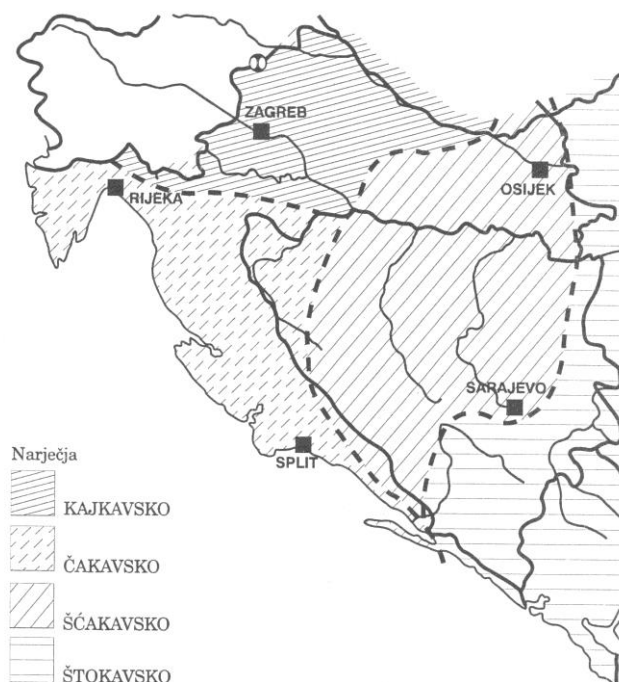 ZAGREB
RIJEKA
OSIJEK
SARAJEVO
SPLIT
Narječja
KAJKAVSKO
ČAKAVSKO
ŠĆAKAVSKO
ŠTOKAVSKO